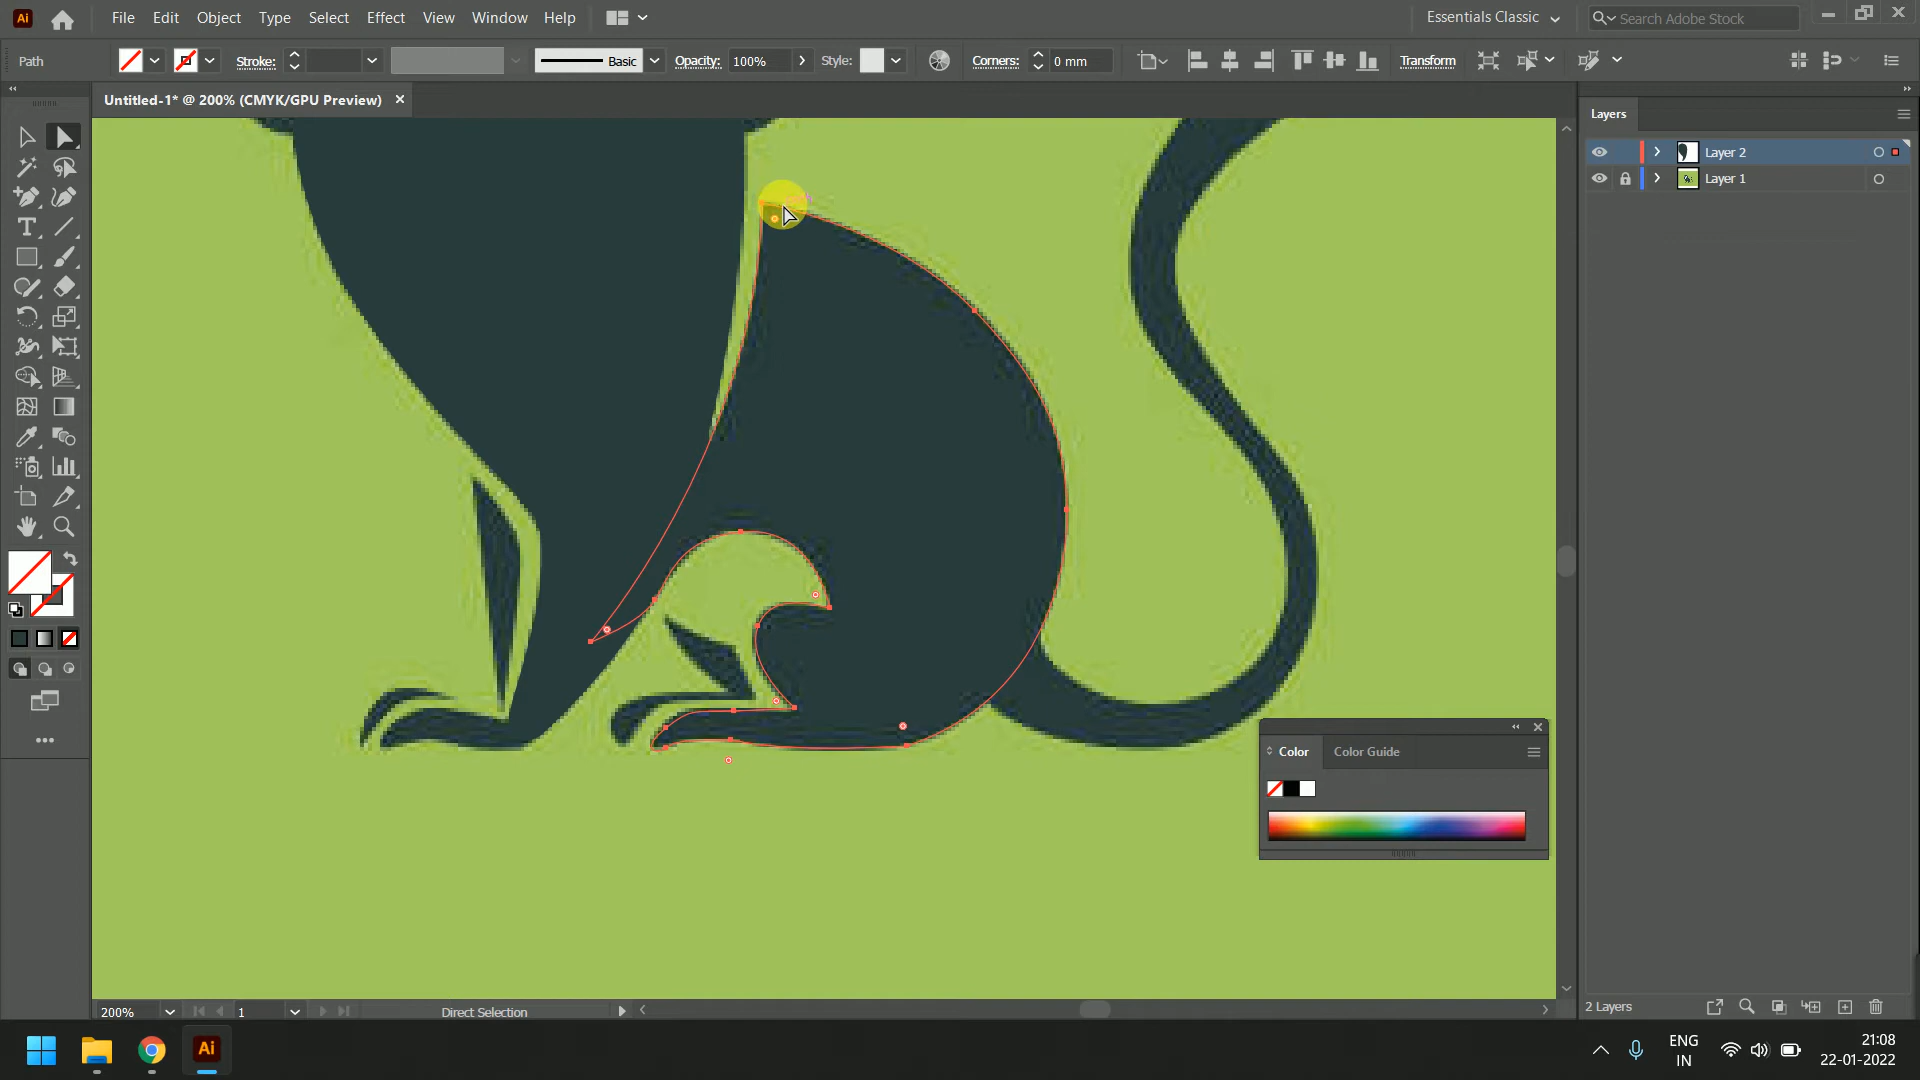 Ai File Edit Object Type Select Effect View Window Help Essentials Classic Search Adobe Stock
Path Stroke: Basic Opacity: 100% Style: Corners: 0 mm Transform
Untitled-1* @ 200% (CMYK/GPU Preview) Layers
Layer 2
Layer 1
Color Color Guide
200% 1 Direct Selection 2 Layers
Ai ENG 21:08
IN 22-01-2022